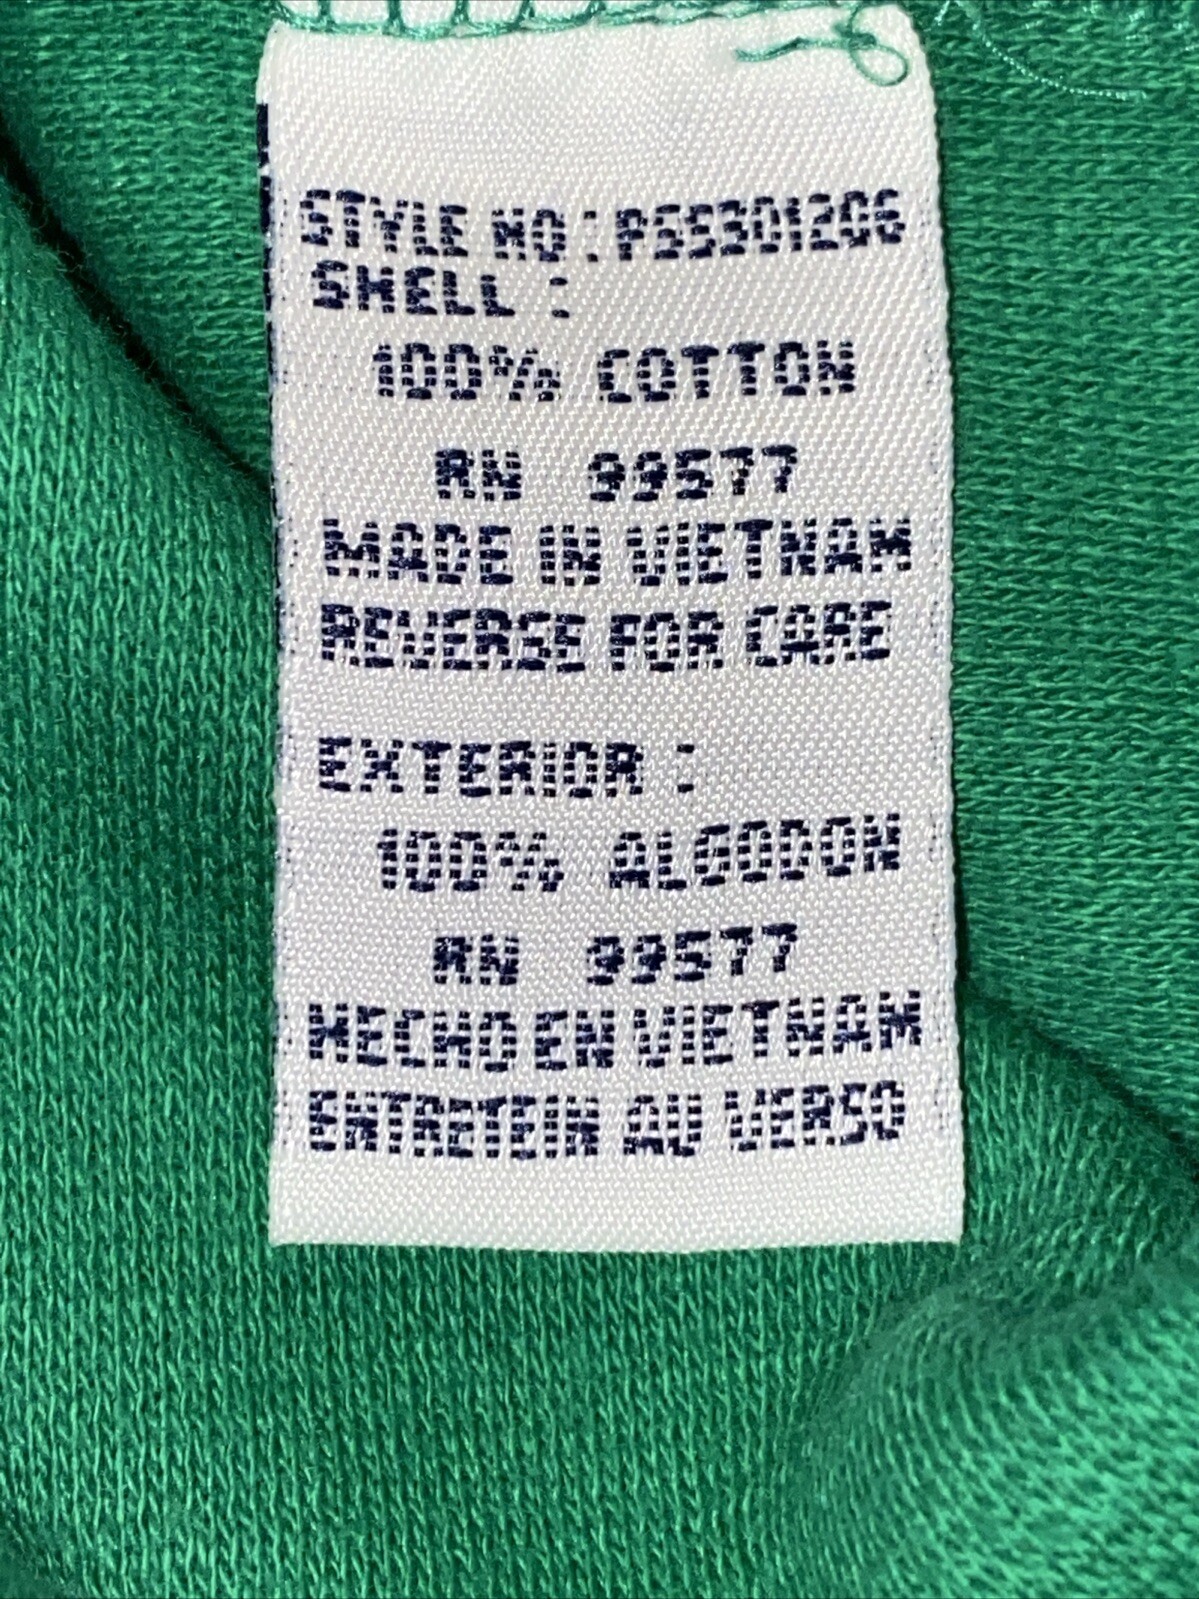 STYLE NO : PSS301206
SHELL :
100% COTTON
RN 99577
MADE IN VIETNAM
REVERSE FOR CARE
EXTERIOR :
100% ALGODON
RN 99577
HECHO EN VIETNAM
ENTRETEIN AU VERSO